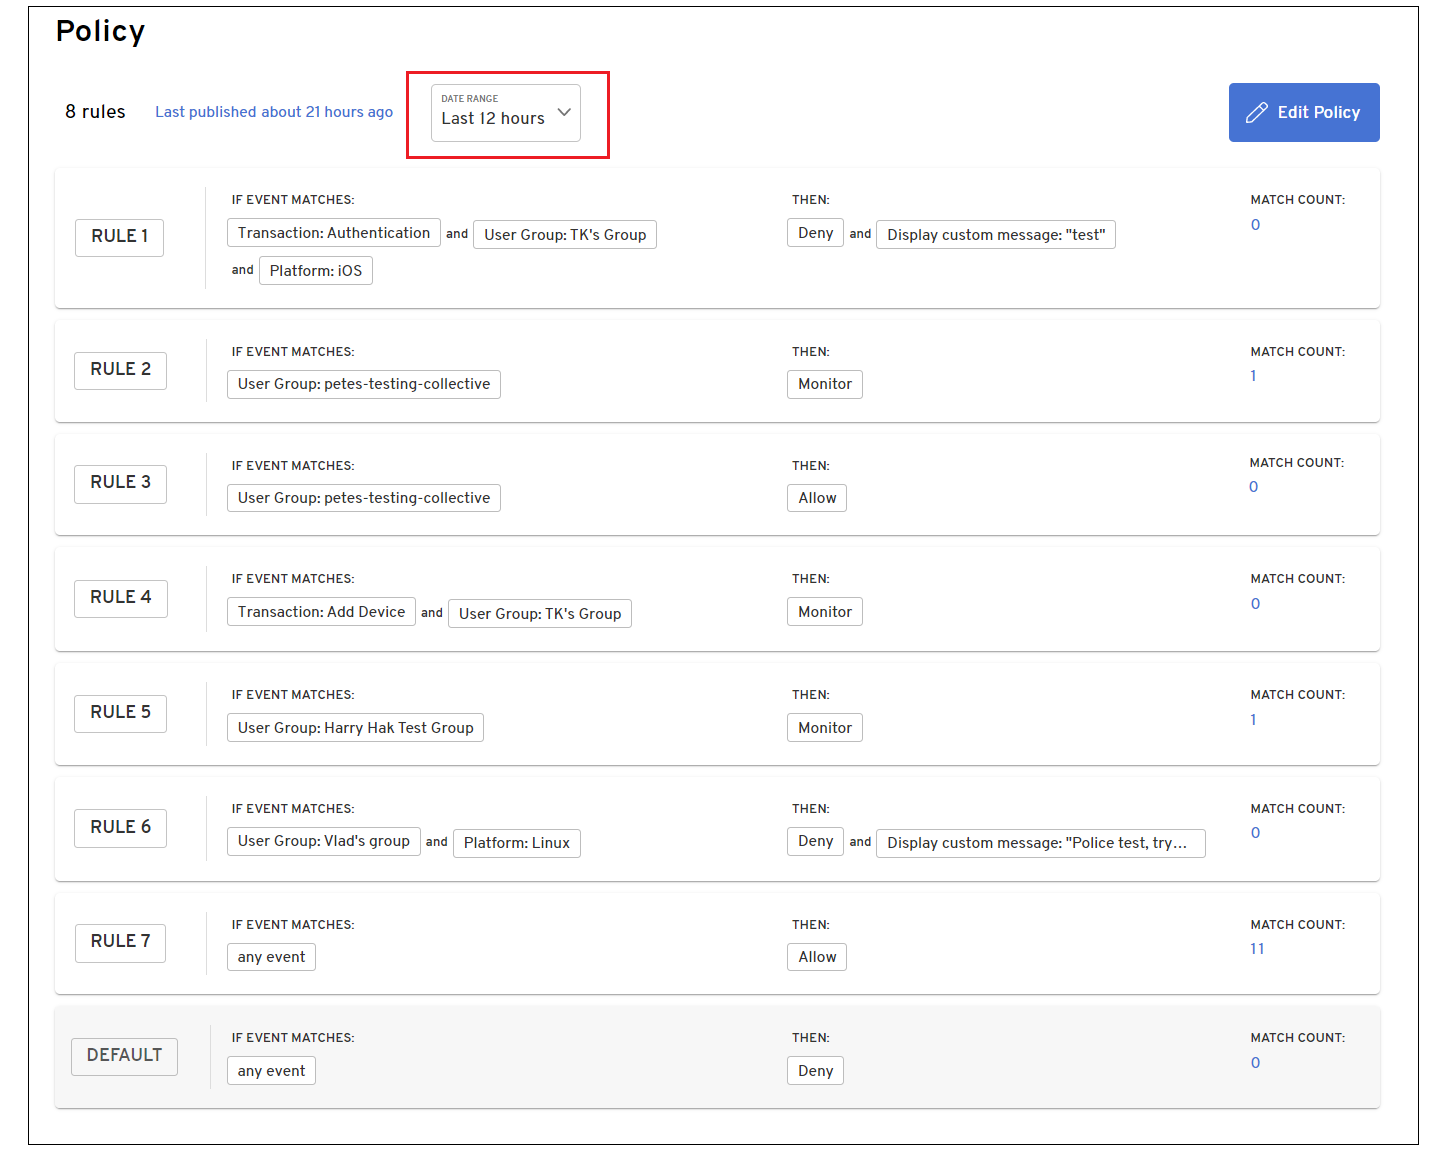 Policy
8 rules Last published about 21 hours ago DATE RANGE Last 12 hours Edit Policy
RULE 1
IF EVENT MATCHES:
Transaction: Authentication and User Group: TK's Group
and Platform: iOS
THEN:
Deny and Display custom message: "test"
MATCH COUNT:
0
RULE 2
IF EVENT MATCHES:
User Group: petes-testing-collective
THEN:
Monitor
MATCH COUNT:
1
RULE 3
IF EVENT MATCHES:
User Group: petes-testing-collective
THEN:
Allow
MATCH COUNT:
0
RULE 4
IF EVENT MATCHES:
Transaction: Add Device and User Group: TK's Group
THEN:
Monitor
MATCH COUNT:
0
RULE 5
IF EVENT MATCHES:
User Group: Harry Hak Test Group
THEN:
Monitor
MATCH COUNT:
1
RULE 6
IF EVENT MATCHES:
User Group: Vlad's group and Platform: Linux
THEN:
Deny and Display custom message: "Police test, try...
MATCH COUNT:
0
RULE 7
IF EVENT MATCHES:
any event
THEN:
Allow
MATCH COUNT:
11
DEFAULT
IF EVENT MATCHES:
any event
THEN:
Deny
MATCH COUNT:
0